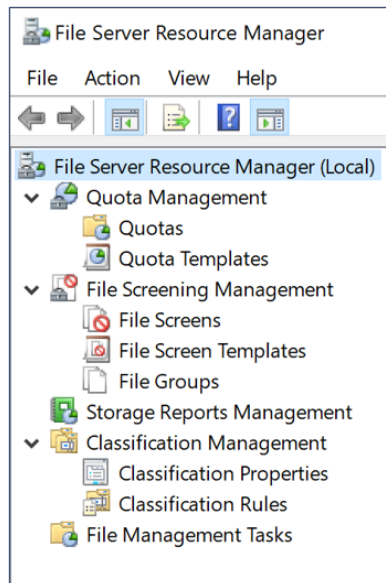 File Server Resource Manager
File Action View Help
File Server Resource Manager (Local)
Quota Management
Quotas
Quota Templates
File Screening Management
File Screens
File Screen Templates
File Groups
Storage Reports Management
Classification Management
Classification Properties
Classification Rules
File Management Tasks